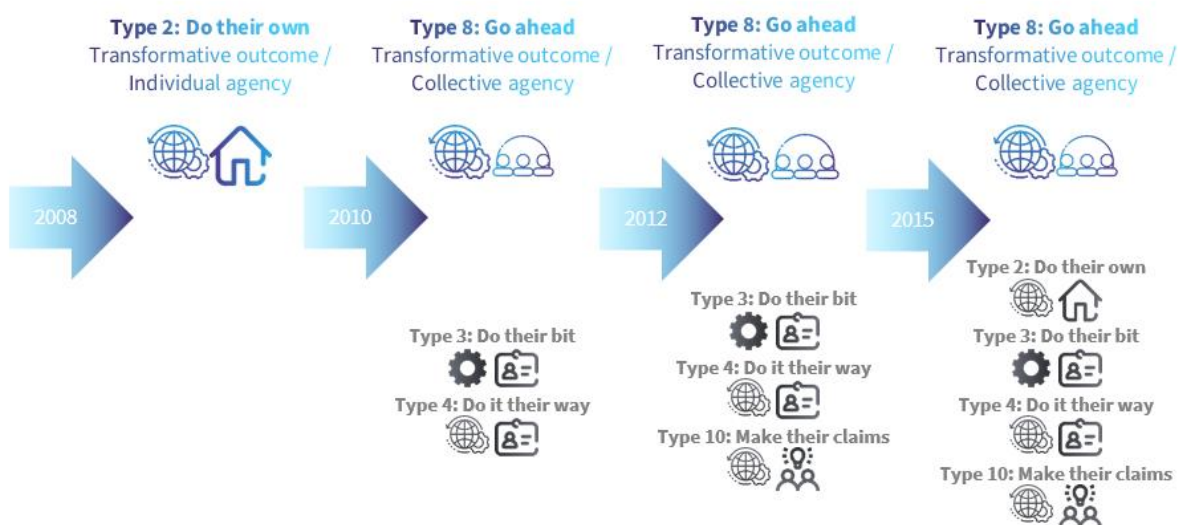 Type 2: Do their own
Transformative outcome /
Individual agency
Type 8: Go ahead
Transformative outcome /
Collective agency
Type 8: Go ahead
Transformative outcome /
Collective agency
Type 8: Go ahead
Transformative outcome /
Collective agency
2008
2010
2012
2015
Type 3: Do their bit
Type 4: Do it their way
Type 3: Do their bit
Type 4: Do it their way
Type 10: Make their claims
Type 2: Do their own
Type 3: Do their bit
Type 4: Do it their way
Type 10: Make their claims